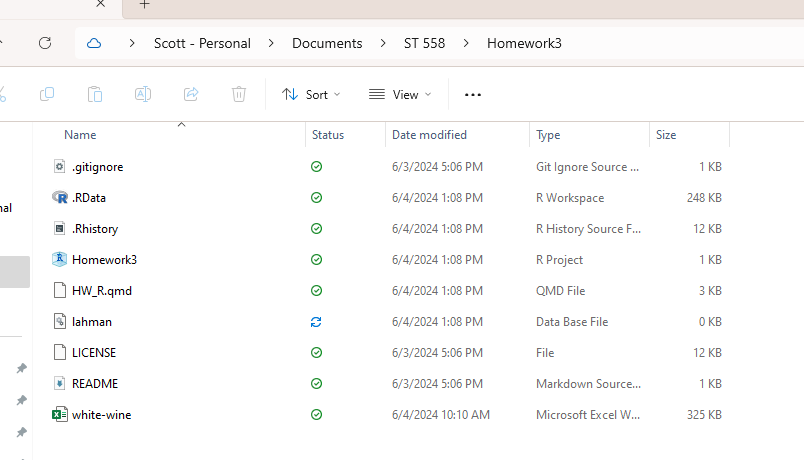 Scott - Personal > Documents > ST 558 > Homework3
Sort View
Name Status Date modified Type Size
.gitignore 6/3/2024 5:06 PM Git Ignore Source ... 1 KB
.RData 6/4/2024 1:08 PM R Workspace 248 KB
nal
.Rhistory 6/4/2024 1:08 PM R History Source F... 12 KB
Homework3 6/4/2024 1:08 PM R Project 1 KB
HW_R.qmd 6/4/2024 1:08 PM QMD File 3 KB
lahman 6/4/2024 1:08 PM Data Base File 0 KB
LICENSE 6/3/2024 5:06 PM File 12 KB
README 6/3/2024 5:06 PM Markdown Source... 1 KB
white-wine 6/4/2024 10:10 AM Microsoft Excel W... 325 KB